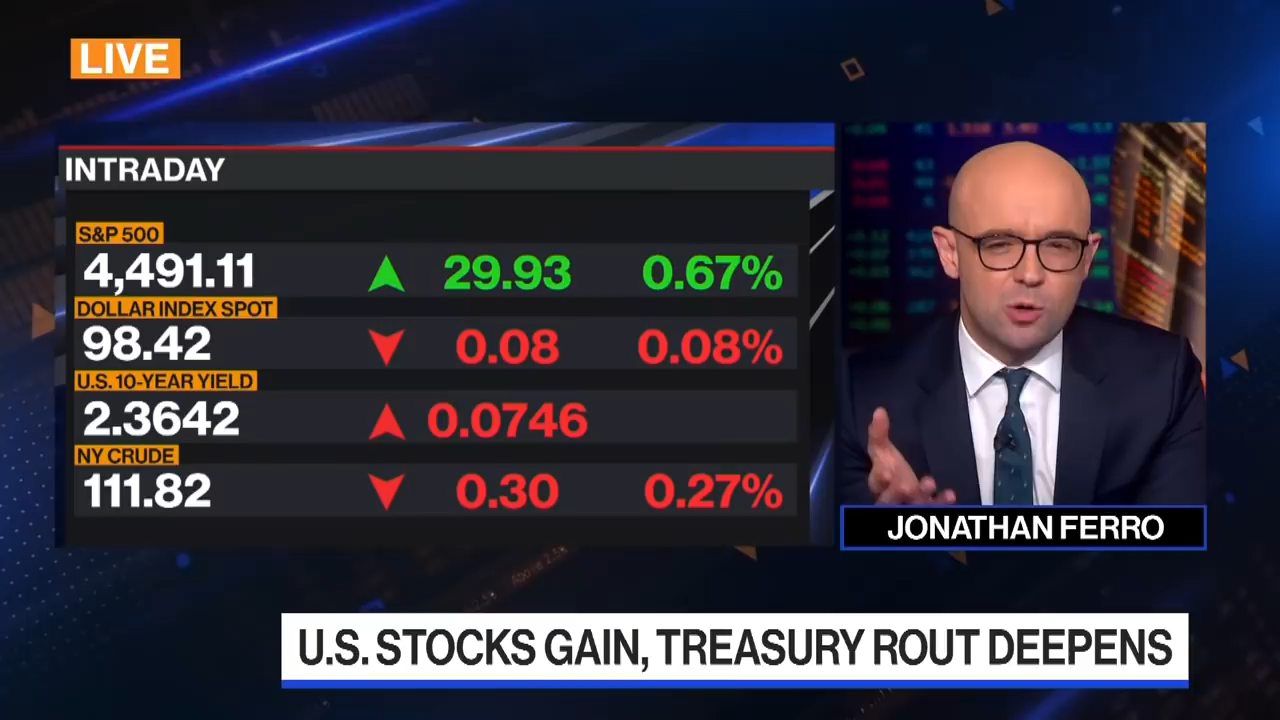 LIVE
INTRADAY
S&P 500
4,491.11 ▲ 29.93 0.67%
DOLLAR INDEX SPOT
98.42 ▼ 0.08 0.08%
U.S. 10-YEAR YIELD
2.3642 ▲ 0.0746
NY CRUDE
111.82 ▼ 0.30 0.27%
JONATHAN FERRO
U.S. STOCKS GAIN, TREASURY ROUT DEEPENS